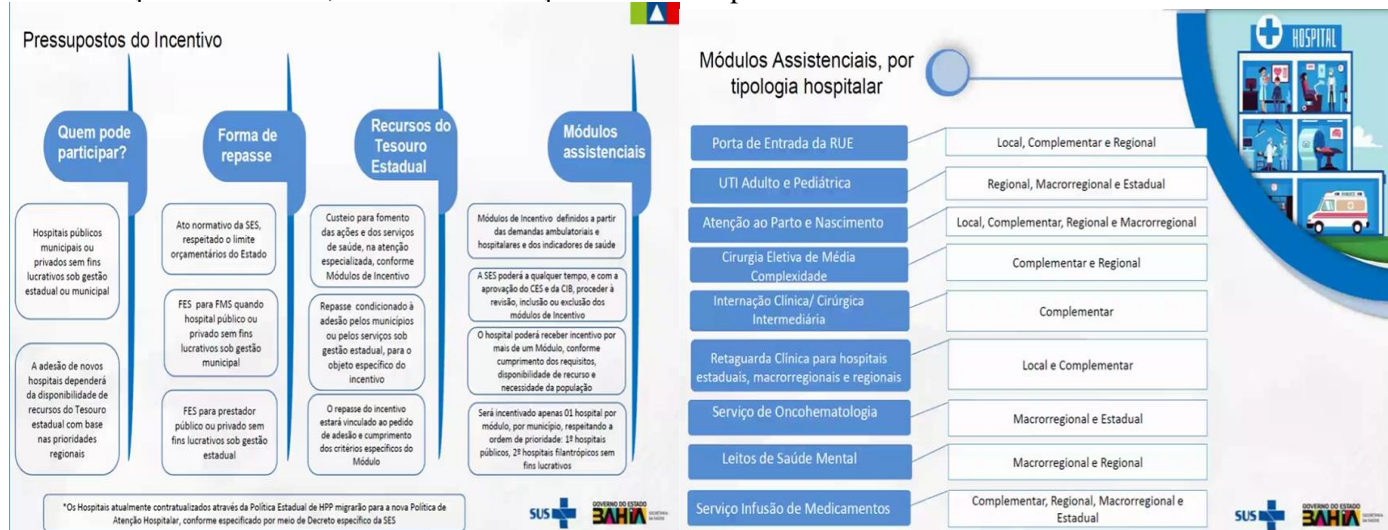 Pressupostos do Incentivo
Quem pode
participar?
Hospitais públicos
municipais ou
privados sem fins
lucrativos sob gestão
estadual ou municipal
A adesão de novos
hospitais dependerá
da disponibilidade de
recursos do Tesouro
estadual com base
nas prioridades
regionais
Forma de
repasse
Ato normativo da SES,
respeitado o limite
orçamentários do Estado
FES para FMS quando
hospital público ou
privado sem fins
lucrativos sob gestão
municipal
FES para prestador
público ou privado sem
fins lucrativos sob gestão
estadual
Recursos do
Tesouro
Estadual
Custeio para fomento
das ações e dos serviços
de saúde, na atenção
especializada, conforme
Módulos de Incentivo
Repasse condicionado à
adesão pelos municípios
ou pelos serviços sob
gestão estadual, para o
objeto específico do
incentivo
O repasse do incentivo
estará vinculado ao pedido
de adesão e cumprimento
dos critérios específicos do
Módulo
Módulos
assistenciais
Módulos de Incentivo definidos a partir
das demandas ambulatoriais e
hospitalares e dos indicadores de saúde
A SES poderá a qualquer tempo, e com a
aprovação do CES e da CIB, proceder à
revisão, inclusão ou exclusão dos
módulos de Incentivo
O hospital poderá receber incentivo por
mais de um Módulo, conforme
cumprimento dos requisitos,
disponibilidade de recurso e
necessidade da população
Será incentivado apenas 01 hospital por
módulo, por município, respeitando a
ordem de prioridade: 1º hospitais
públicos, 2º hospitais filantrópicos sem
fins lucrativos
*Os Hospitais atualmente contratualizados através da Política Estadual de HPP migrarão para a nova Política de
Atenção Hospitalar, conforme especificado por meio de Decreto específico da SES
SUS
GOVERNO DO ESTADO
BAHIA
Módulos Assistenciais, por
tipologia hospitalar
HOSPITAL
Porta de Entrada da RUE
Local, Complementar e Regional
UTI Adulto e Pediátrica
Regional, Macrorregional e Estadual
Atenção ao Parto e Nascimento
Local, Complementar, Regional e Macrorregional
Cirurgia Eletiva de Média
Complexidade
Complementar e Regional
Internação Clínica/ Cirúrgica
Intermediária
Complementar
Retaguarda Clínica para hospitais
estaduais, macrorregionais e regionais
Local e Complementar
Serviço de Oncohematologia
Macrorregional e Estadual
Leitos de Saúde Mental
Macrorregional e Regional
Serviço Infusão de Medicamentos
Complementar, Regional, Macrorregional e
Estadual
SUS
GOVERNO DO ESTADO
BAHIA